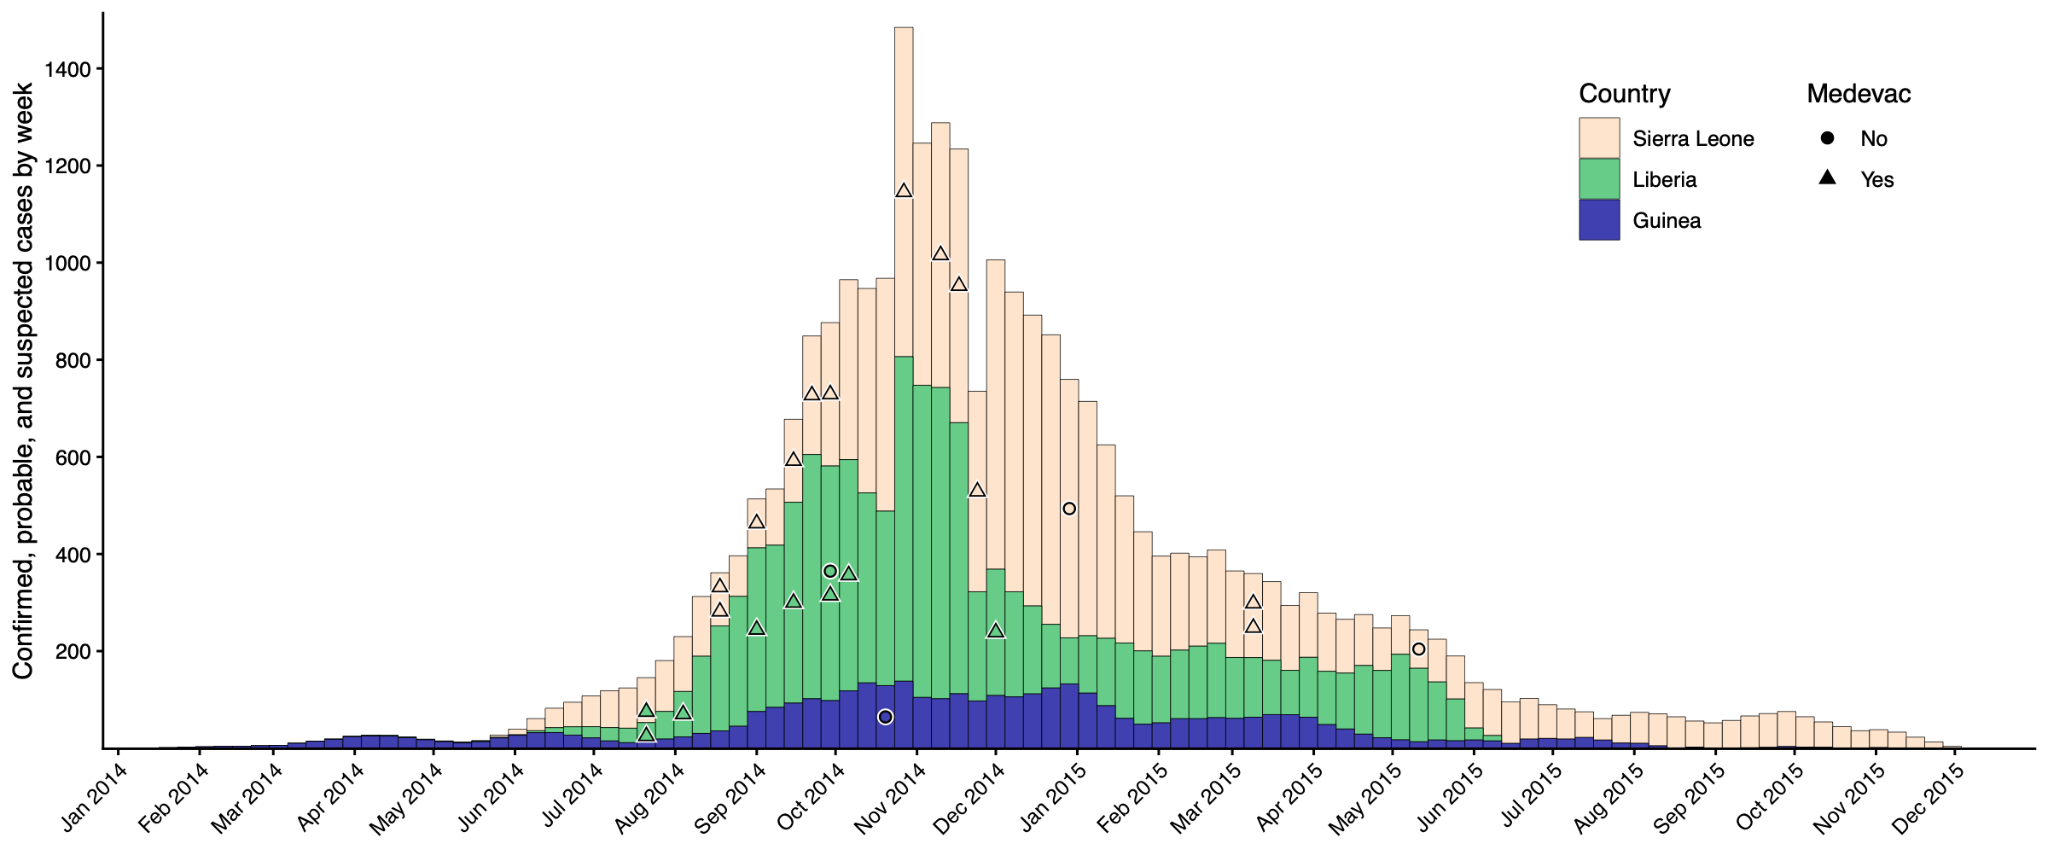 Confirmed, probable, and suspected cases by week
1400
1200
1000
800
600
400
200
Country
Sierra Leone
Liberia
Guinea
Medevac
No
Yes
Jan 2014
Feb 2014
Mar 2014
Apr 2014
May 2014
Jun 2014
Jul 2014
Aug 2014
Sep 2014
Oct 2014
Nov 2014
Dec 2014
Jan 2015
Feb 2015
Mar 2015
Apr 2015
May 2015
Jun 2015
Jul 2015
Aug 2015
Sep 2015
Oct 2015
Nov 2015
Dec 2015